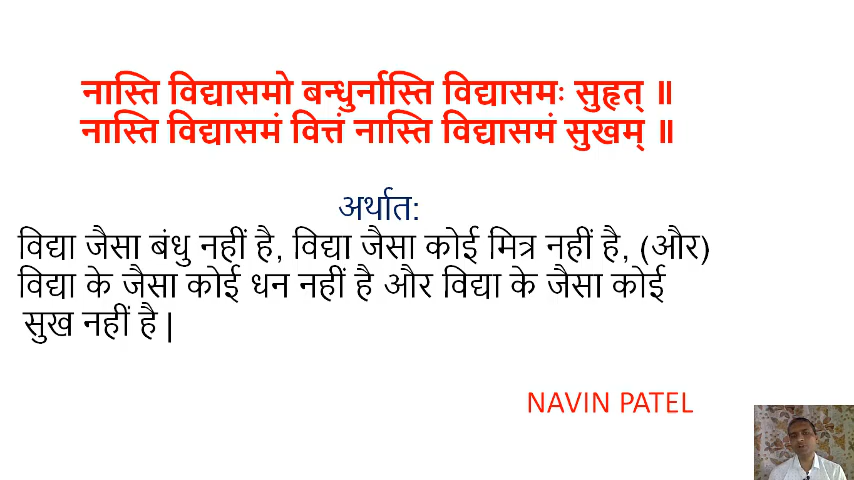 नास्ति विद्यासमो बन्धुर्नास्ति विद्यासमः सुहृत् ॥
नास्ति विद्यासमं वित्तं नास्ति विद्यासमं सुखम् ॥
अर्थात:
विद्या जैसा बंधु नहीं है, विद्या जैसा कोई मित्र नहीं है, (और)
विद्या के जैसा कोई धन नहीं है और विद्या के जैसा कोई
सुख नहीं है |
NAVIN PATEL